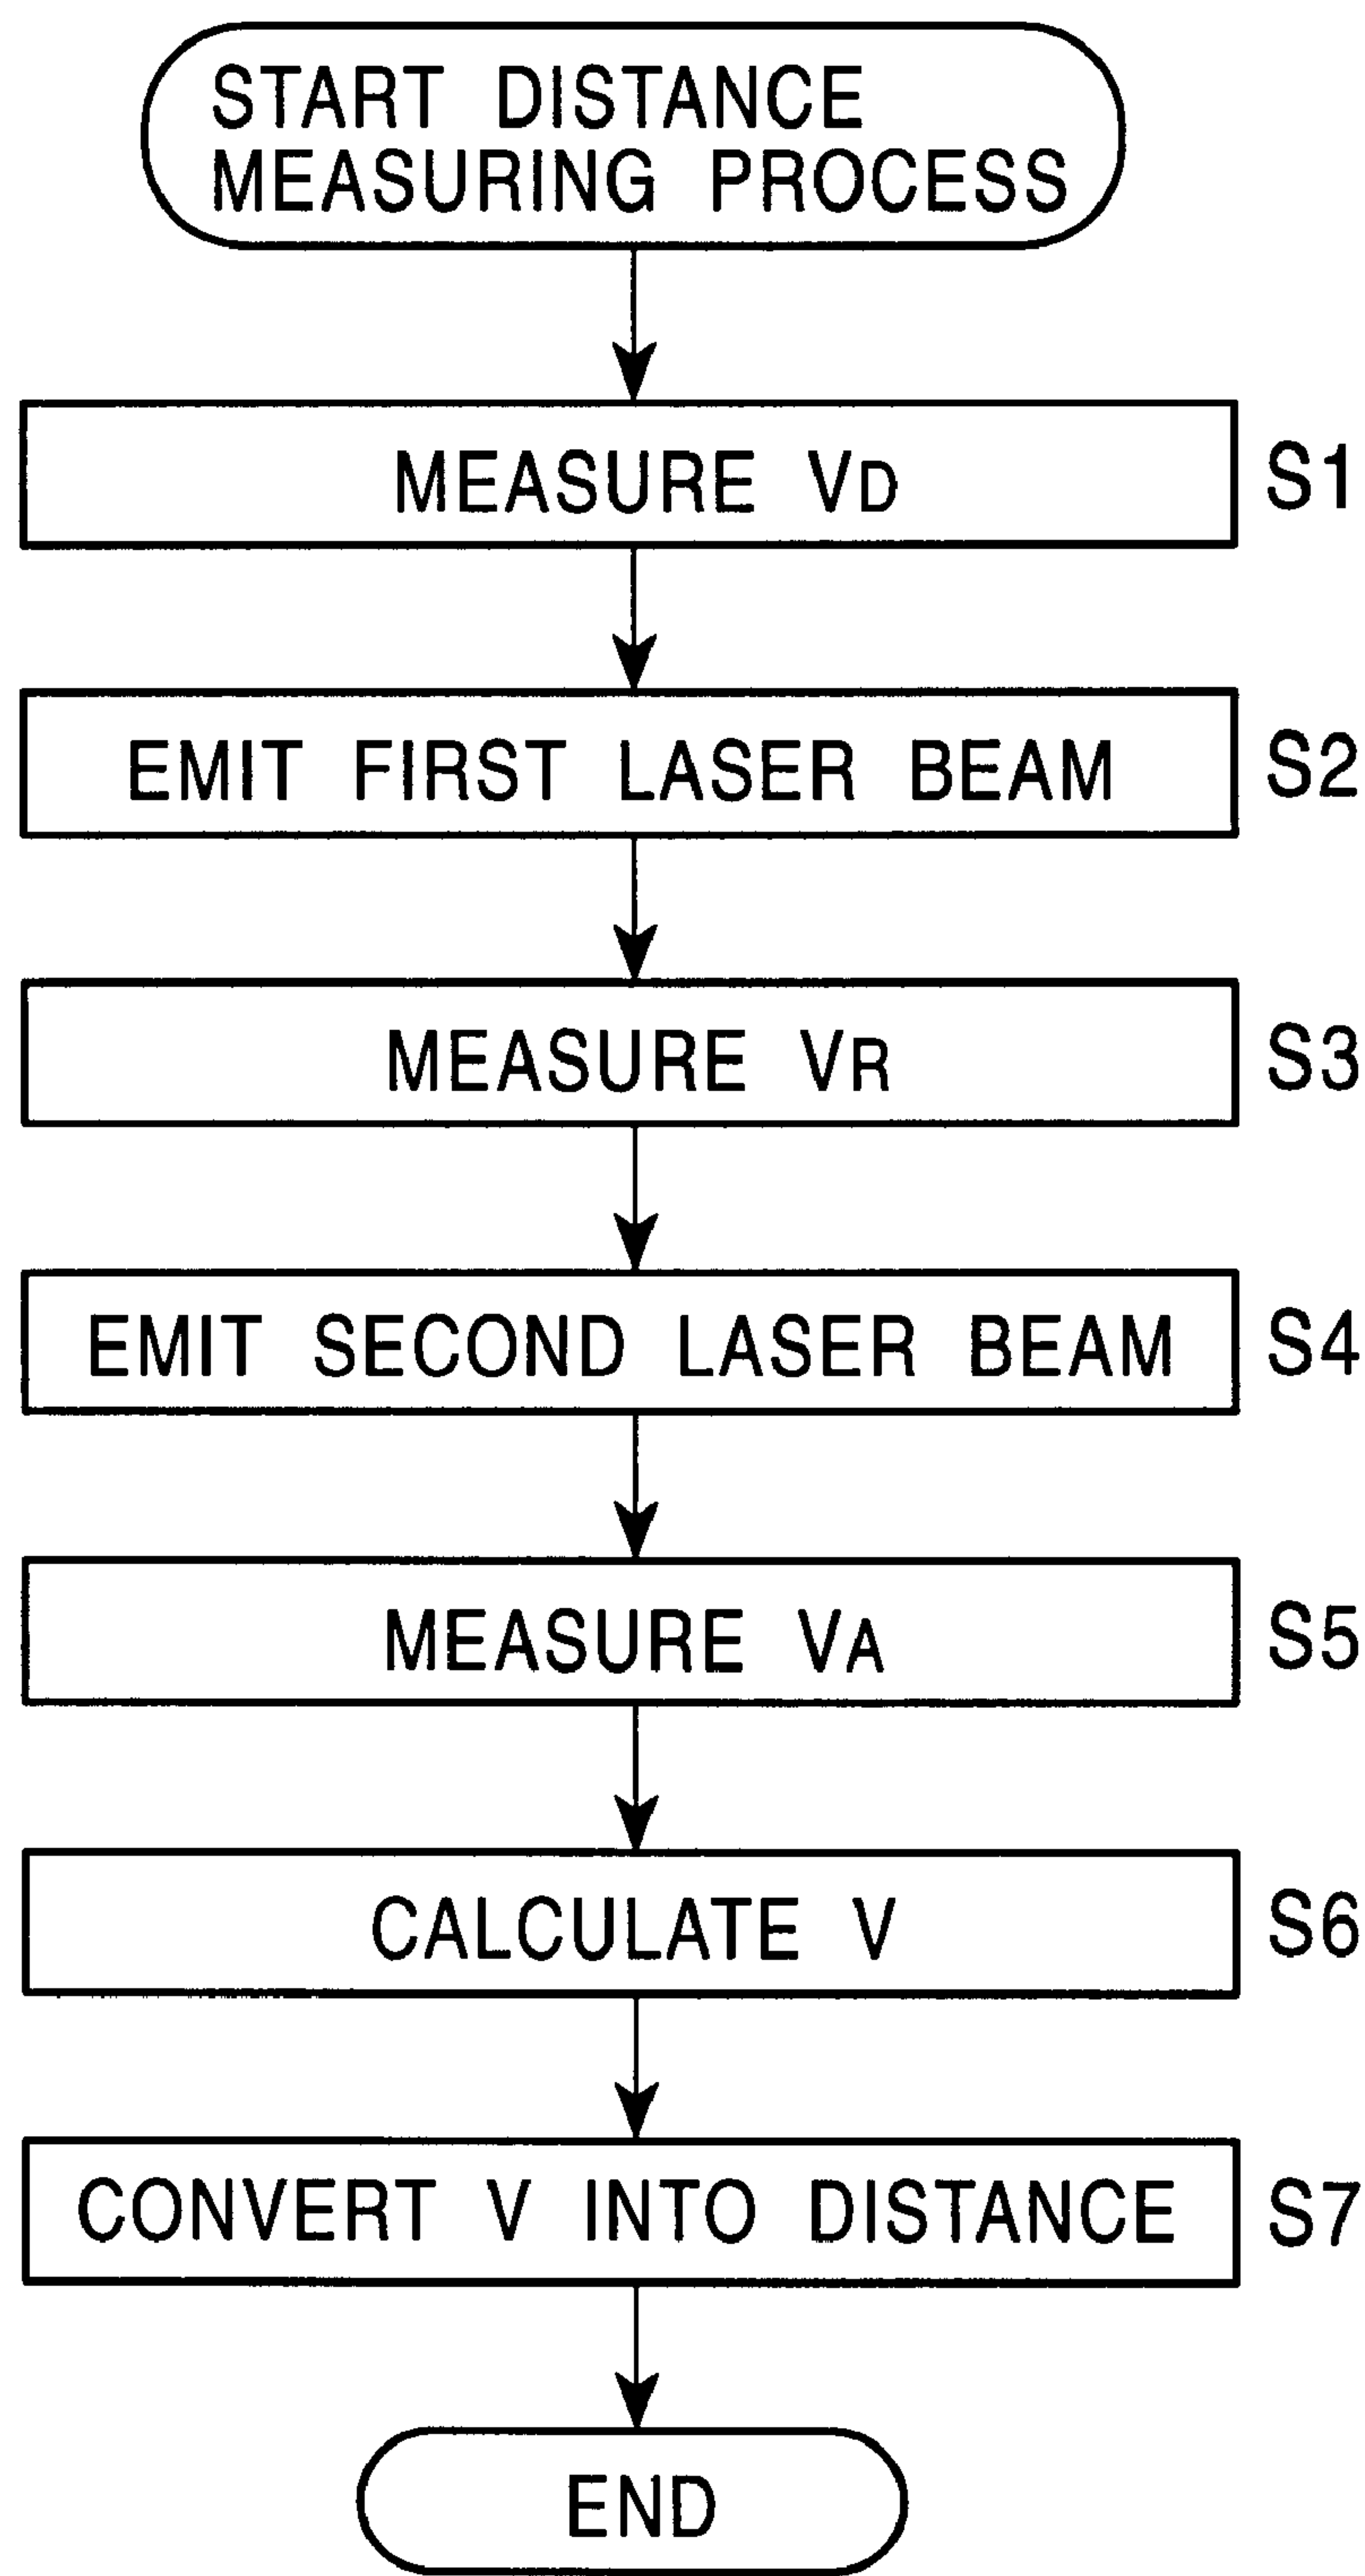 START DISTANCE
MEASURING PROCESS
MEASURE VD
S1
EMIT FIRST LASER BEAM
S2
MEASURE VR
S3
EMIT SECOND LASER BEAM
S4
MEASURE VA
S5
CALCULATE V
S6
CONVERT V INTO DISTANCE
S7
END